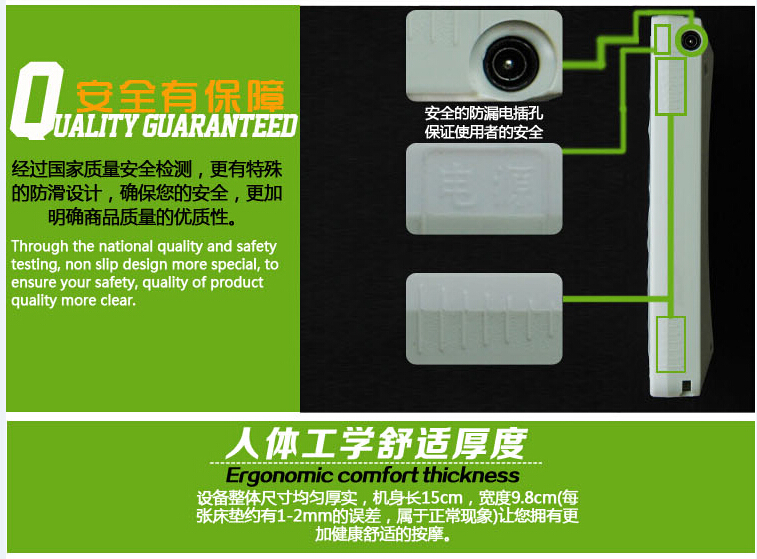 安全有保障
QUALITY GUARANTEED
经过国家质量安全检测，更有特殊
的防滑设计，确保您的安全，更加
明确商品质量的优质性。
Through the national quality and safety
testing, non slip design more special, to
ensure your safety, quality of product
quality more clear.
安全的防漏电插孔
保证使用者的安全
电源
人体工学舒适厚度
Ergonomic comfort thickness
设备整体尺寸均匀厚实，机身长15cm，宽度9.8cm(每
张床垫约有1-2mm的误差，属于正常现象)让您拥有更
加健康舒适的按摩。